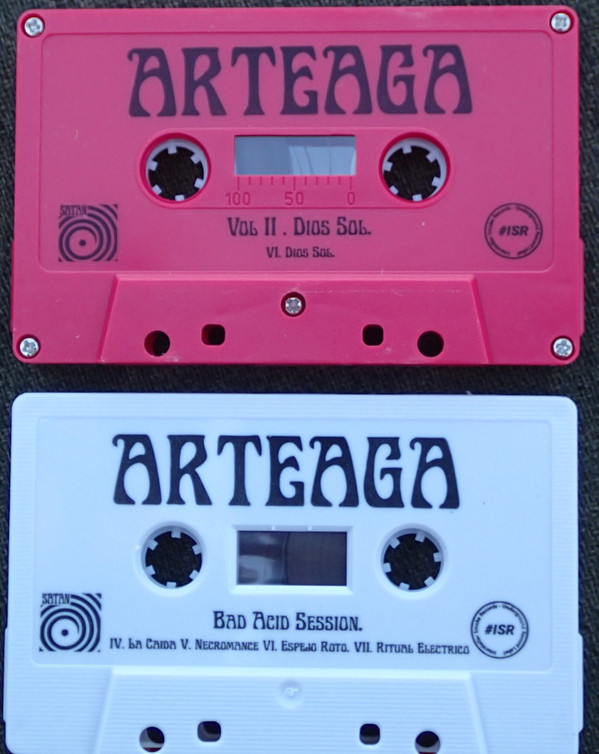 ARTEAGA
100 50 0
VOL II . DIOS SOL.
VI. DIOS SOL.
SATAN
#ISR
ARTEAGA
BAD ACID SESSION.
SATAN
IV. LA CAIDA V. NECROMANCE VI. ESPEJO ROTO. VII. RITUAL ELECTRICO
#ISR